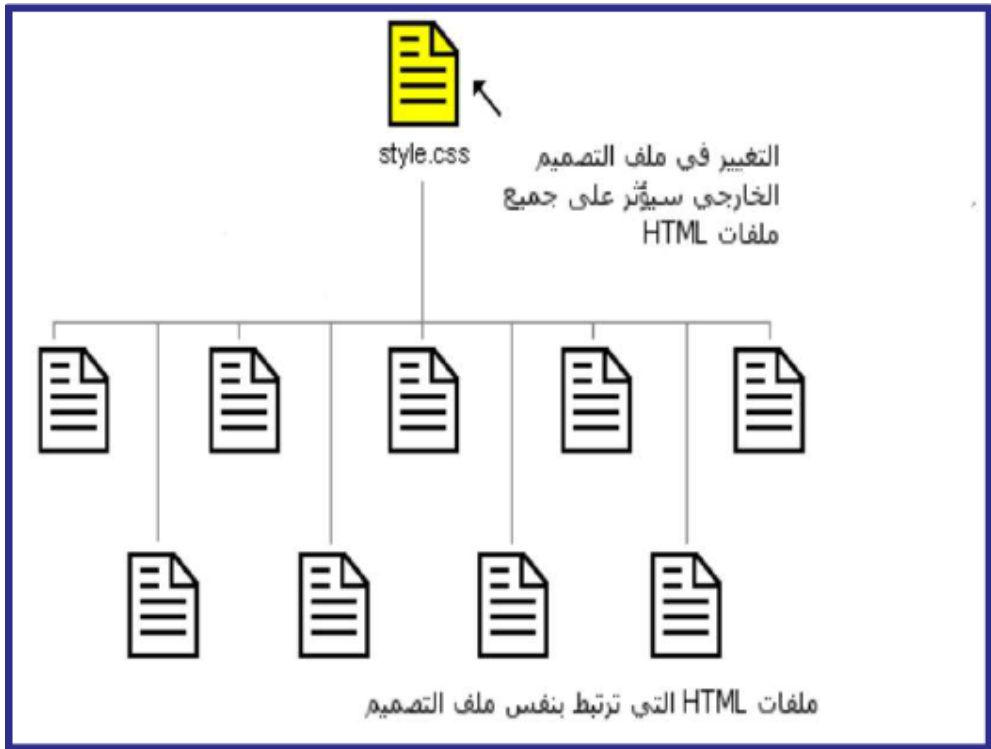 style.css
التغيير في ملف التصميم
الخارجي سيؤثر على جميع
ملفات HTML
ملفات HTML التي ترتبط بنفس ملف التصميم